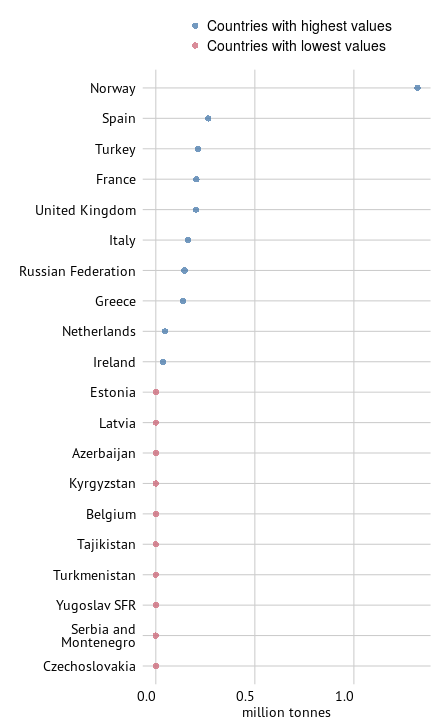 Countries with highest values
Countries with lowest values
Norway
Spain
Turkey
France
United Kingdom
Italy
Russian Federation
Greece
Netherlands
Ireland
Estonia
Latvia
Azerbaijan
Kyrgyzstan
Belgium
Tajikistan
Turkmenistan
Yugoslav SFR
Serbia and
Montenegro
Czechoslovakia
0.0 0.5 1.0
million tonnes